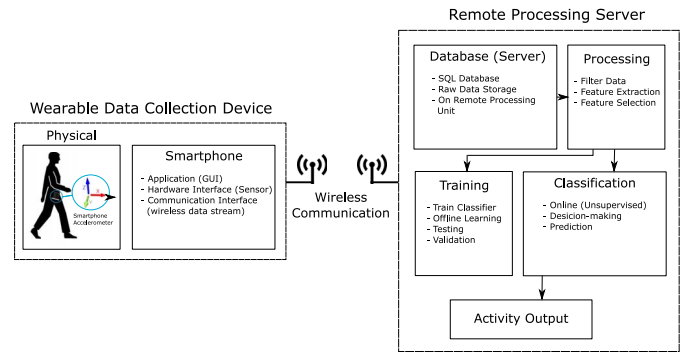 Remote Processing Server
Database (Server)
- SQL Database
- Raw Data Storage
- On Remote Processing
Unit
Processing
- Filter Data
- Feature Extraction
- Feature Selection
Wearable Data Collection Device
Physical
Smartphone
Accelerometer
Smartphone
- Application (GUI)
- Hardware Interface (Sensor)
- Communication Interface
(wireless data stream)
Wireless
Communication
Training
- Train Classifier
- Offline Learning
- Testing
- Validation
Classification
- Online (Unsupervised)
- Desicion-making
- Prediction
Activity Output